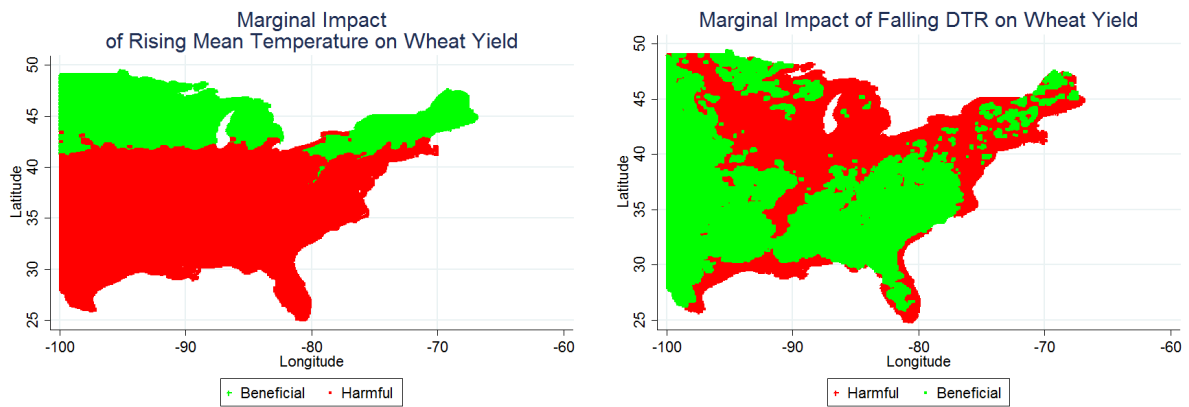 Marginal Impact
of Rising Mean Temperature on Wheat Yield
50
45
40
35
30
25
Latitude
-100
-90
-80
-70
-60
Longitude
Beneficial
Harmful
Marginal Impact of Falling DTR on Wheat Yield
50
45
40
35
30
25
Latitude
-100
-90
-80
-70
-60
Longitude
Harmful
Beneficial